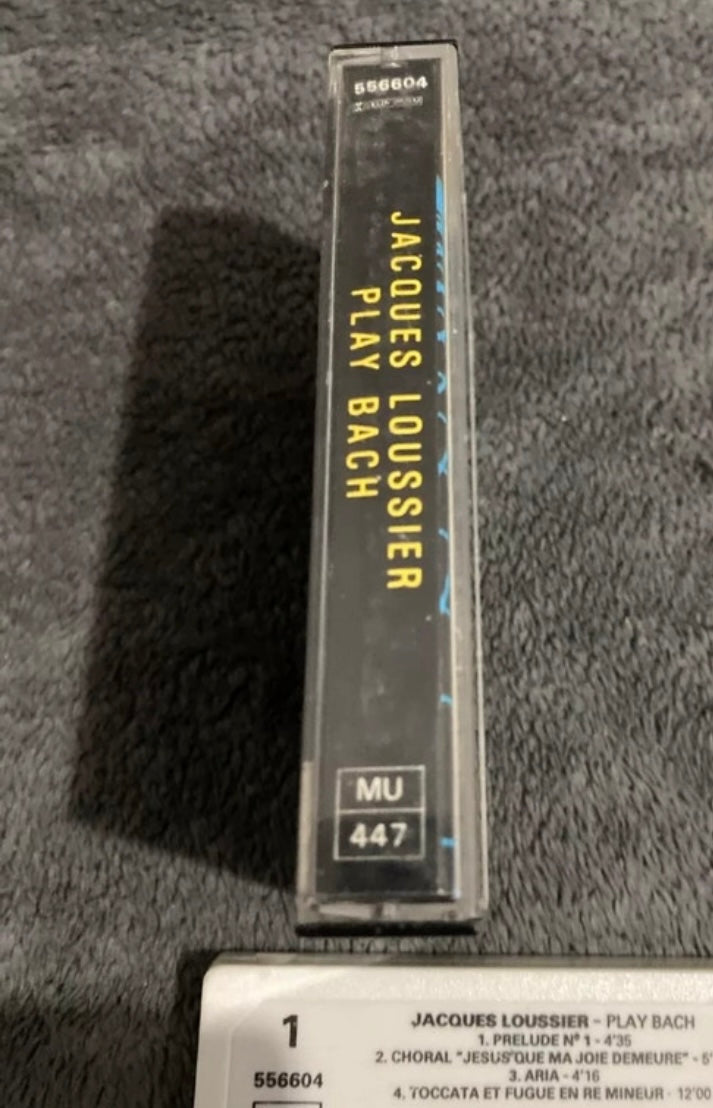 556604
JACQUES LOUSSIER
PLAY BACH
MU
447
1
556604
JACQUES LOUSSIER - PLAY BACH
1. PRELUDE N° 1 - 4'35
2. CHORAL "JESUS QUE MA JOIE DEMEURE" - 5'
3. ARIA - 4'16
4. TOCCATA ET FUGUE EN RE MINEUR - 12'00